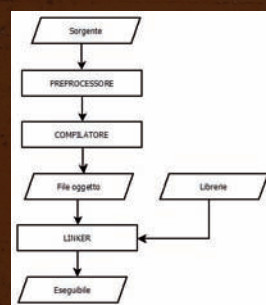 Sorgente
PREPROCESSORE
COMPILATORE
File oggetto
Librerie
LINKER
Eseguibile